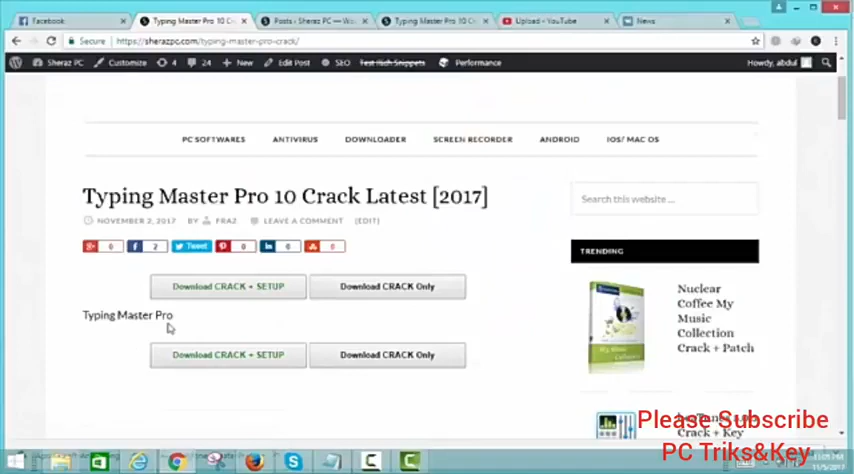 Facebook
Typing Master Pro 10 Cr
Posts ‹ Sheraz PC — Wo
Typing Master Pro 10 Cr
Upload - YouTube
News
Secure
https://sherazpc.com/typing-master-pro-crack/
Sheraz PC
Customize
4
24
New
Edit Post
SEO
Test Rich Snippets
Performance
Howdy, abdul
PC SOFTWARES
ANTIVIRUS
DOWNLOADER
SCREEN RECORDER
ANDROID
IOS/ MAC OS
Typing Master Pro 10 Crack Latest [2017]
NOVEMBER 2, 2017 BY FRAZ LEAVE A COMMENT (EDIT)
Search this website ...
0
2
Tweet
0
0
0
TRENDING
Download CRACK + SETUP
Download CRACK Only
Typing Master Pro
Download CRACK + SETUP
Download CRACK Only
Nuclear
Coffee My
Music
Collection
Crack + Patch
Crack + Key
Please Subscribe
PC Triks&Key
11/5/2017